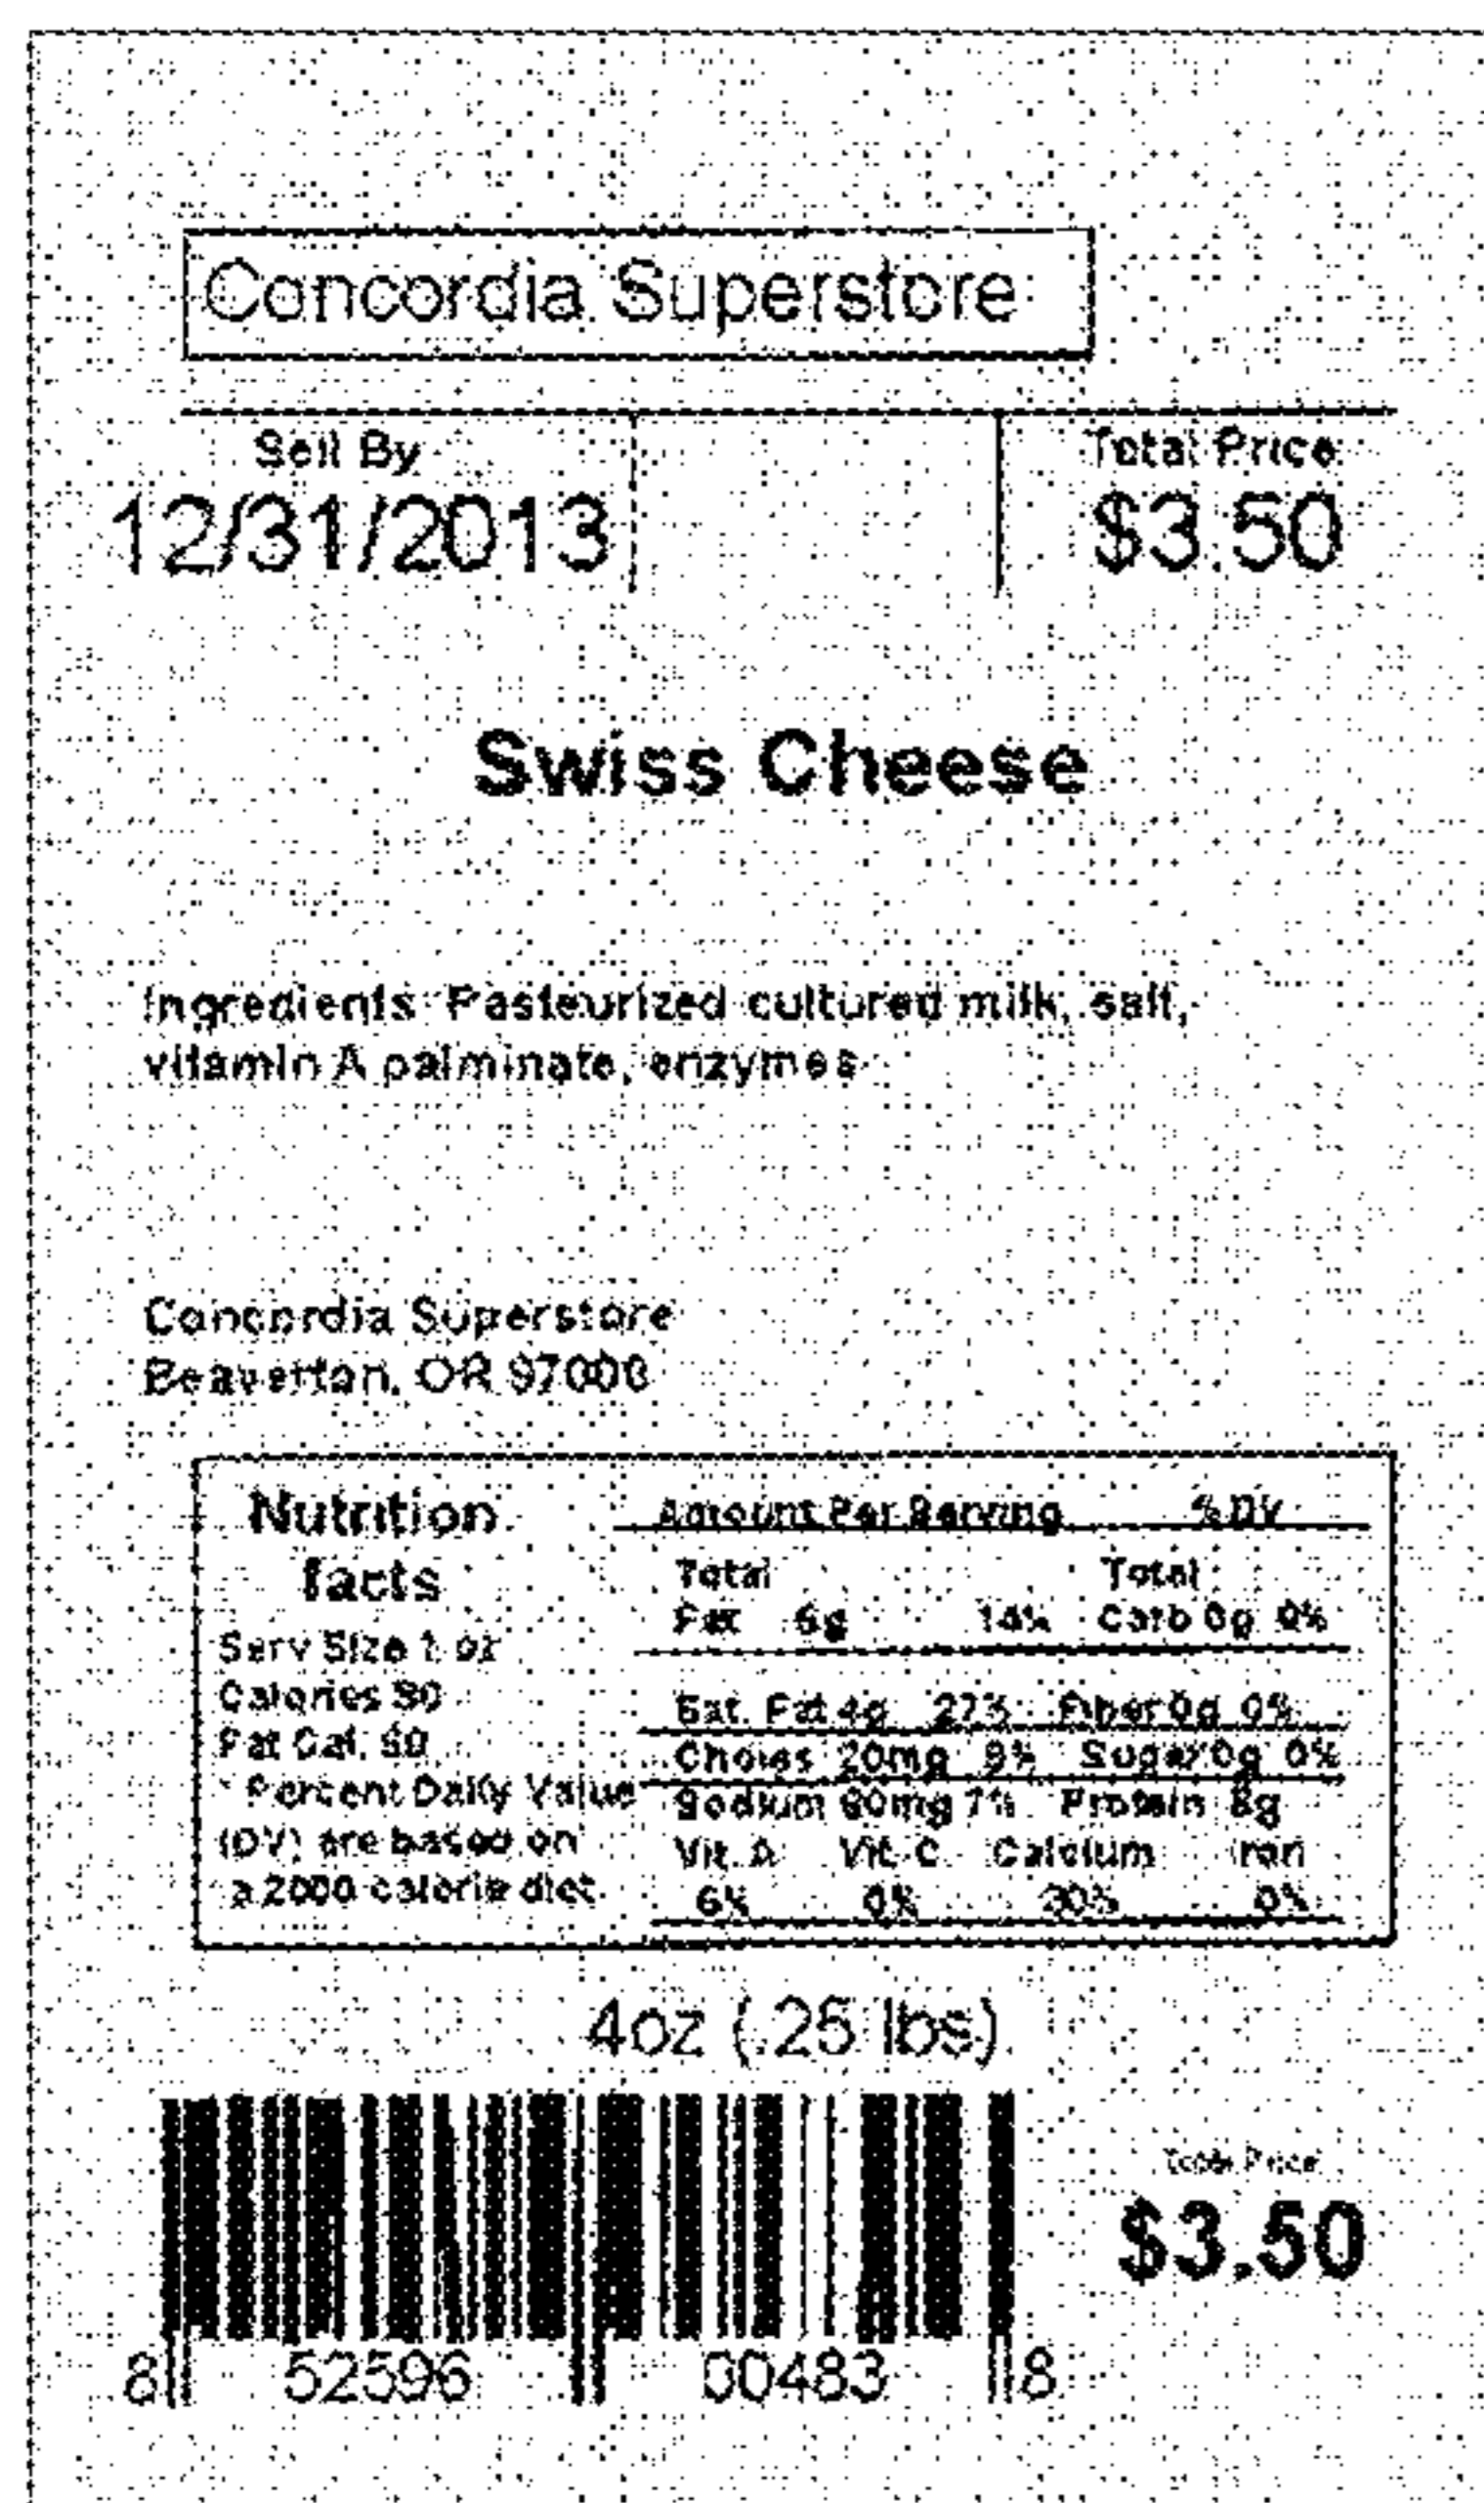 Concordia Superstore
Sell By
Total Price
12/31/2013
$3.50
Swiss Cheese
Ingredients: Pasteurized cultured milk, salt,
vitamin A palminate, enzymes
Concordia Superstore
Beaverton, OR 97000
Nutrition
facts
Serv Size 1 oz
Calories
Fat Cal.
Percent Daily Value
(DV) are based on
a 2000 calorie diet
Amount Per Serving %DV
Total Total
Fat 14% Carb 0g 0%
Sat. Fat 4g 27% Fiber 0g 0%
Choles 20mg Sugar 0g 0%
Sodium 7% Protein 8g
Vit. A Vit. C Calcium Iron
6% 0% 0%
4oz (.25 lbs)
Total Price
$3.50
8 52596 00483 8